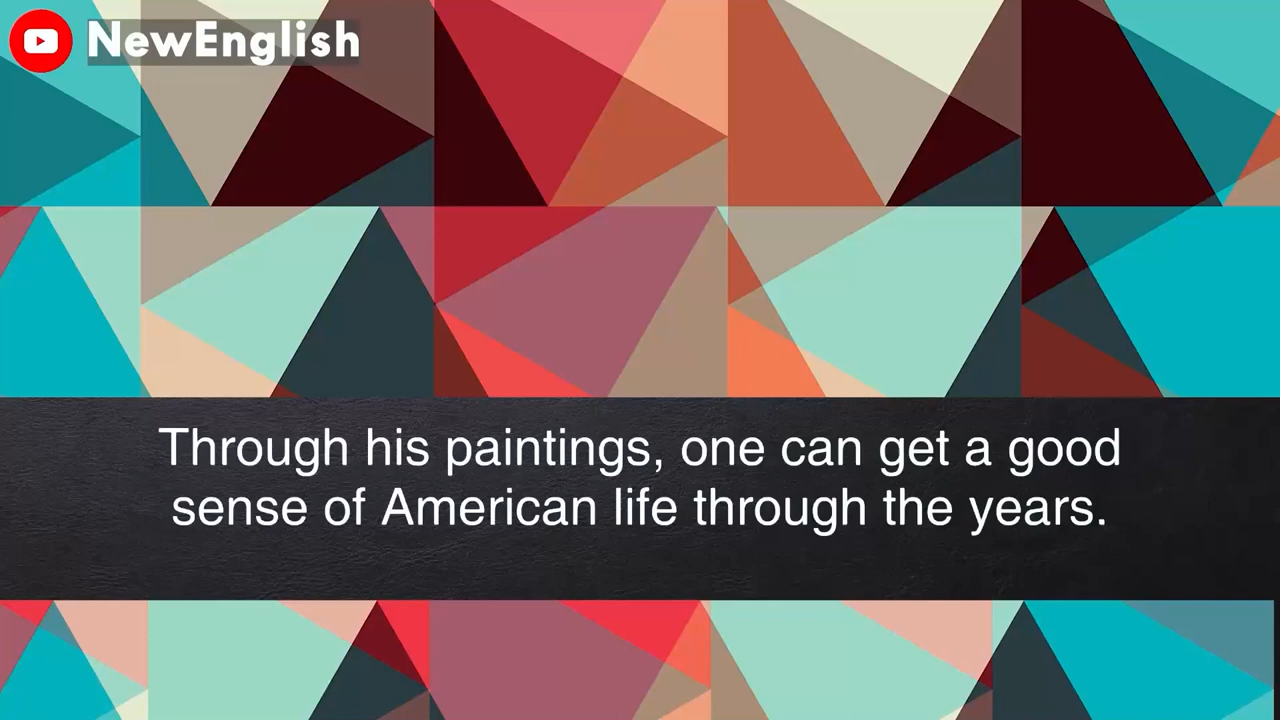 NewEnglish
Through his paintings, one can get a good
sense of American life through the years.